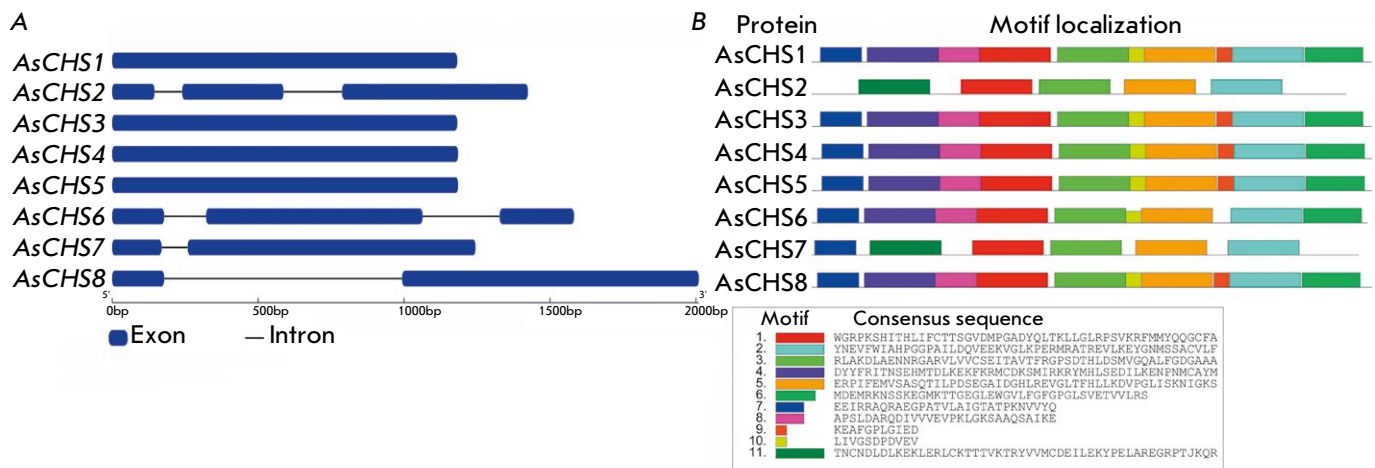 A
AsCHS1
AsCHS2
AsCHS3
AsCHS4
AsCHS5
AsCHS6
AsCHS7
AsCHS8
5' 3'
0bp 500bp 1000bp 1500bp 2000bp
Exon Intron
B Protein Motif localization
AsCHS1
AsCHS2
AsCHS3
AsCHS4
AsCHS5
AsCHS6
AsCHS7
AsCHS8
Motif Consensus sequence
1. WGRPKSHITHLIFCTTSGVDMPGADYQLTKLLGLRPSVKRFMMYQQGCFA
2. YNEVFWIAHPGGPAILDQVEEKVGLKPERMRATREVLKEYGNMSSACVLF
3. RLAKDLAENNRGARVLVVCSEITAVTFRGPSDTHLDSMVGQALFGDGAAA
4. DYYFRITNSEHMTDLKEKFKRMCDKSMIRKRYMHLSEDILKENPNMCAYM
5. ERPIFEMVSASQTILPDSEGAIDGHLREVGLTFHLLKDVPGLISKNIGKS
6. MDEMRKNSSKEGMKTTGEGLEWGVLFGFGPGLSVETVVLRS
7. EEIRRAQRAEGPATVLAIGTATPKNVVYQ
8. APSLDARQDIVVVEVPKLGKSAAQSAIKE
9. KEAFGPLGIED
10. LIVGSDPDVEV
11. TNCNDLDLKEKLERLCKTTTVKTRYVVMCDEILEKYPELAREGRPTJKQR